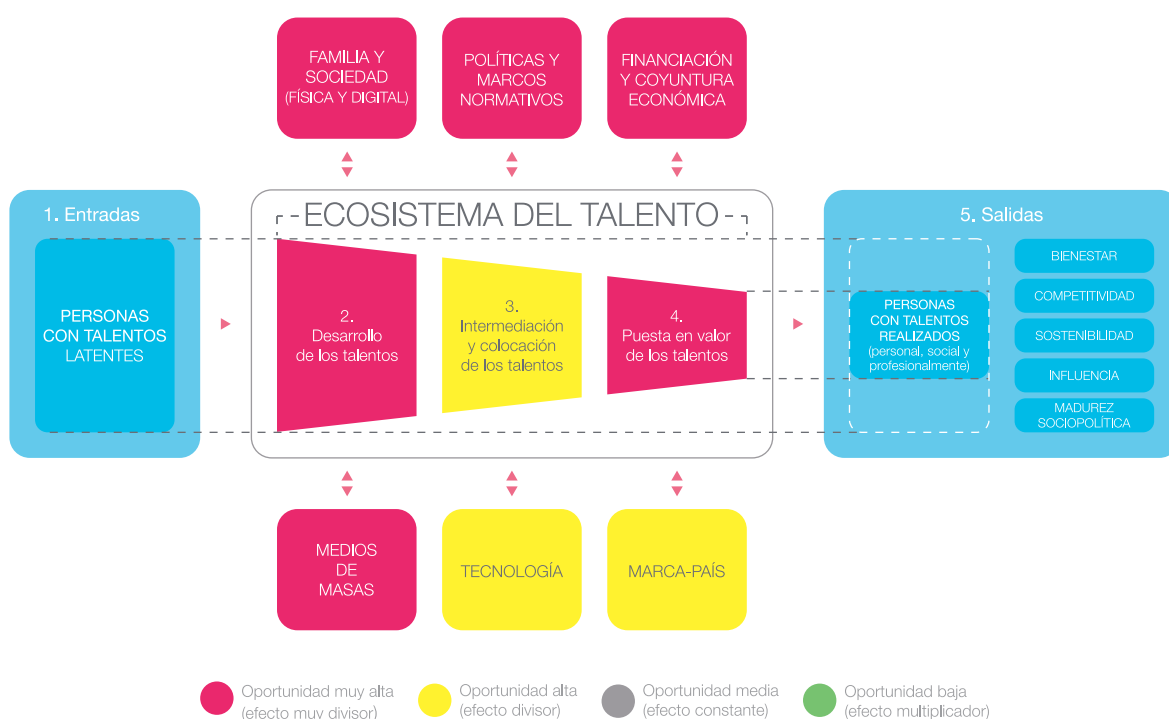 FAMILIA Y
SOCIEDAD
(FÍSICA Y DIGITAL)
POLÍTICAS Y
MARCOS
NORMATIVOS
FINANCIACIÓN
Y COYUNTURA
ECONÓMICA
1. Entradas
PERSONAS
CON TALENTOS
LATENTES
ECOSISTEMA DEL TALENTO
2.
Desarrollo
de los talentos
3.
Intermediación
y colocación
de los talentos
4.
Puesta en valor
de los talentos
5. Salidas
PERSONAS
CON TALENTOS
REALIZADOS
(personal, social y
profesionalmente)
BIENESTAR
COMPETITIVIDAD
SOSTENIBILIDAD
INFLUENCIA
MADUREZ
SOCIOPOLÍTICA
MEDIOS
DE
MASAS
TECNOLOGÍA
MARCA-PAÍS
Oportunidad muy alta
(efecto muy divisor)
Oportunidad alta
(efecto divisor)
Oportunidad media
(efecto constante)
Oportunidad baja
(efecto multiplicador)